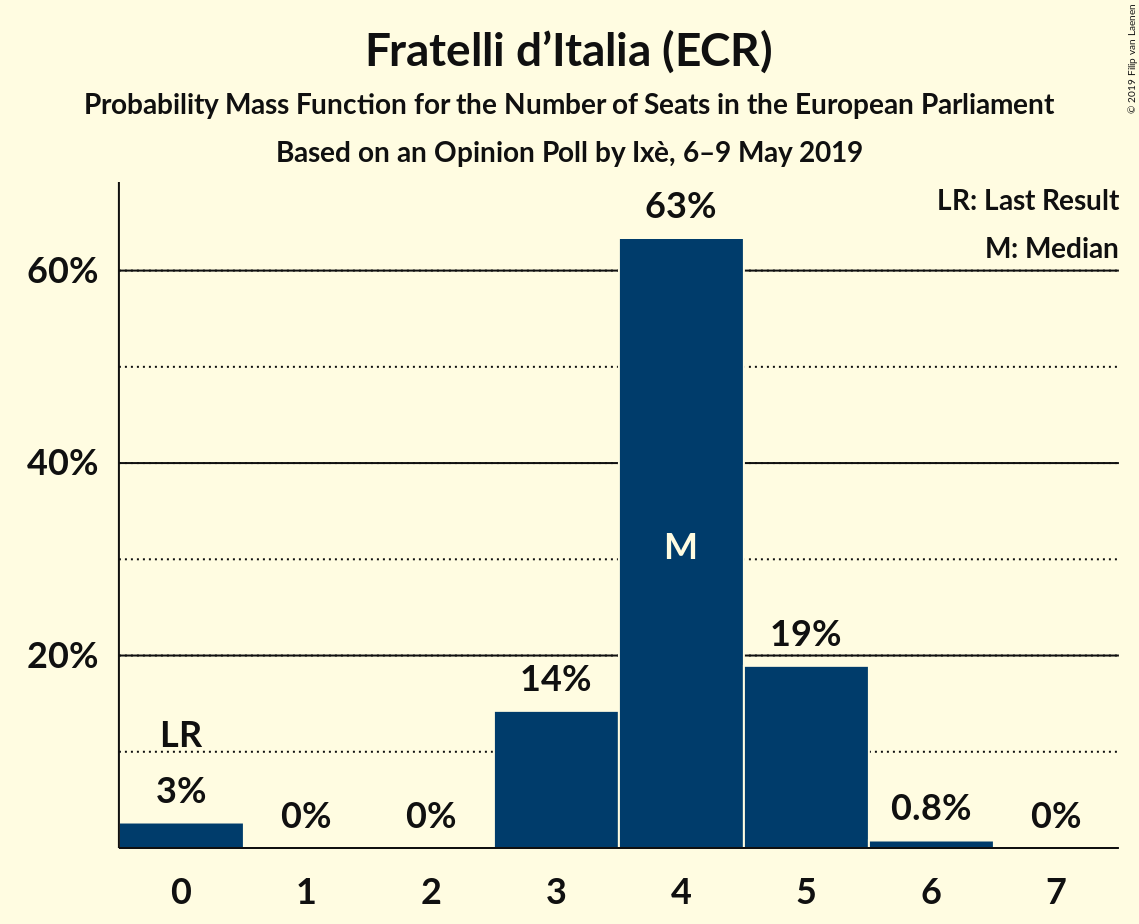 Fratelli d’Italia (ECR)
Probability Mass Function for the Number of Seats in the European Parliament
Based on an Opinion Poll by Ixè, 6–9 May 2019
© 2019 Filip van Laenen
LR: Last Result
M: Median
63%
60%
40%
M
20%
19%
14%
LR
3%
0%
0%
0.8%
0%
0 1 2 3 4 5 6 7